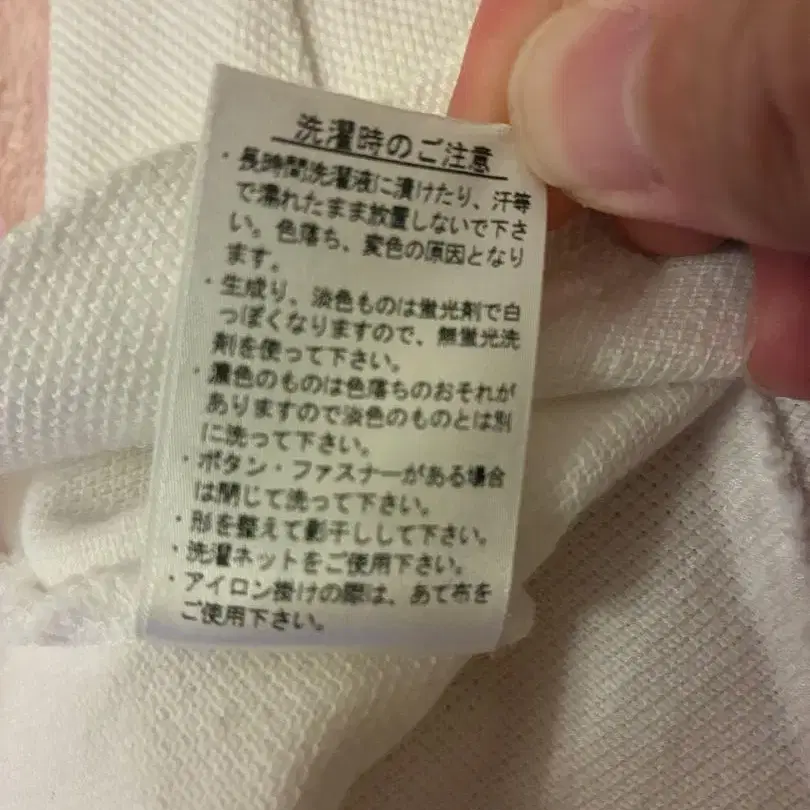 洗濯時のご注意
・長時間洗濯液に漬けたり、汗等
で濡れたまま放置しないで下さ
い。色落ち、変色の原因となり
ます。
・生成り、淡色ものは蛍光剤で白
っぽくなりますので、無蛍光洗
剤を使って下さい。
・濃色のものは色落ちのおそれが
ありますので淡色のものとは別
に洗って下さい。
・ボタン・ファスナーがある場合
は閉じて洗って下さい。
・形を整えて影干しして下さい。
・洗濯ネットをご使用下さい。
・アイロン掛けの際は、あて布を
ご使用下さい。